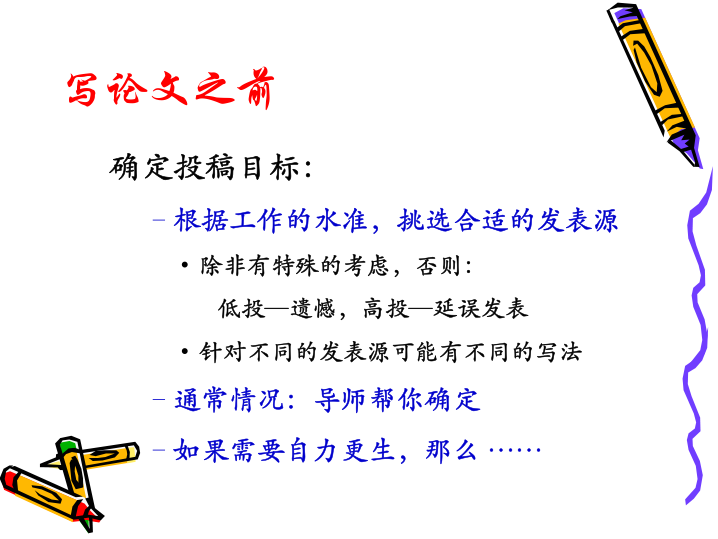 写论文之前
确定投稿目标：
– 根据工作的水准，挑选合适的发表源
• 除非有特殊的考虑，否则：
低投—遗憾，高投—延误发表
• 针对不同的发表源可能有不同的写法
– 通常情况：导师帮你确定
– 如果需要自力更生，那么 ……